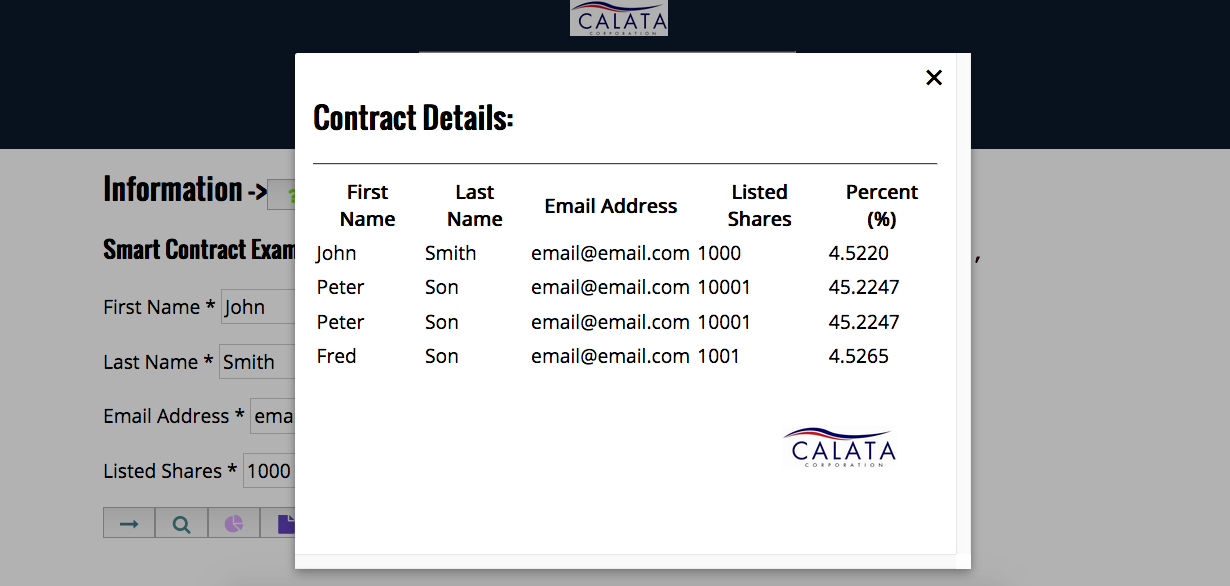 CALATA
CORPORATION
Contract Details:
Information ->
First Name Last Name Email Address Listed Shares Percent (%)
John Smith email@email.com 1000 4.5220
Peter Son email@email.com 10001 45.2247
Peter Son email@email.com 10001 45.2247
Fred Son email@email.com 1001 4.5265
CALATA
CORPORATION
Smart Contract Exam
First Name * John
Last Name * Smith
Email Address * emai
Listed Shares * 1000